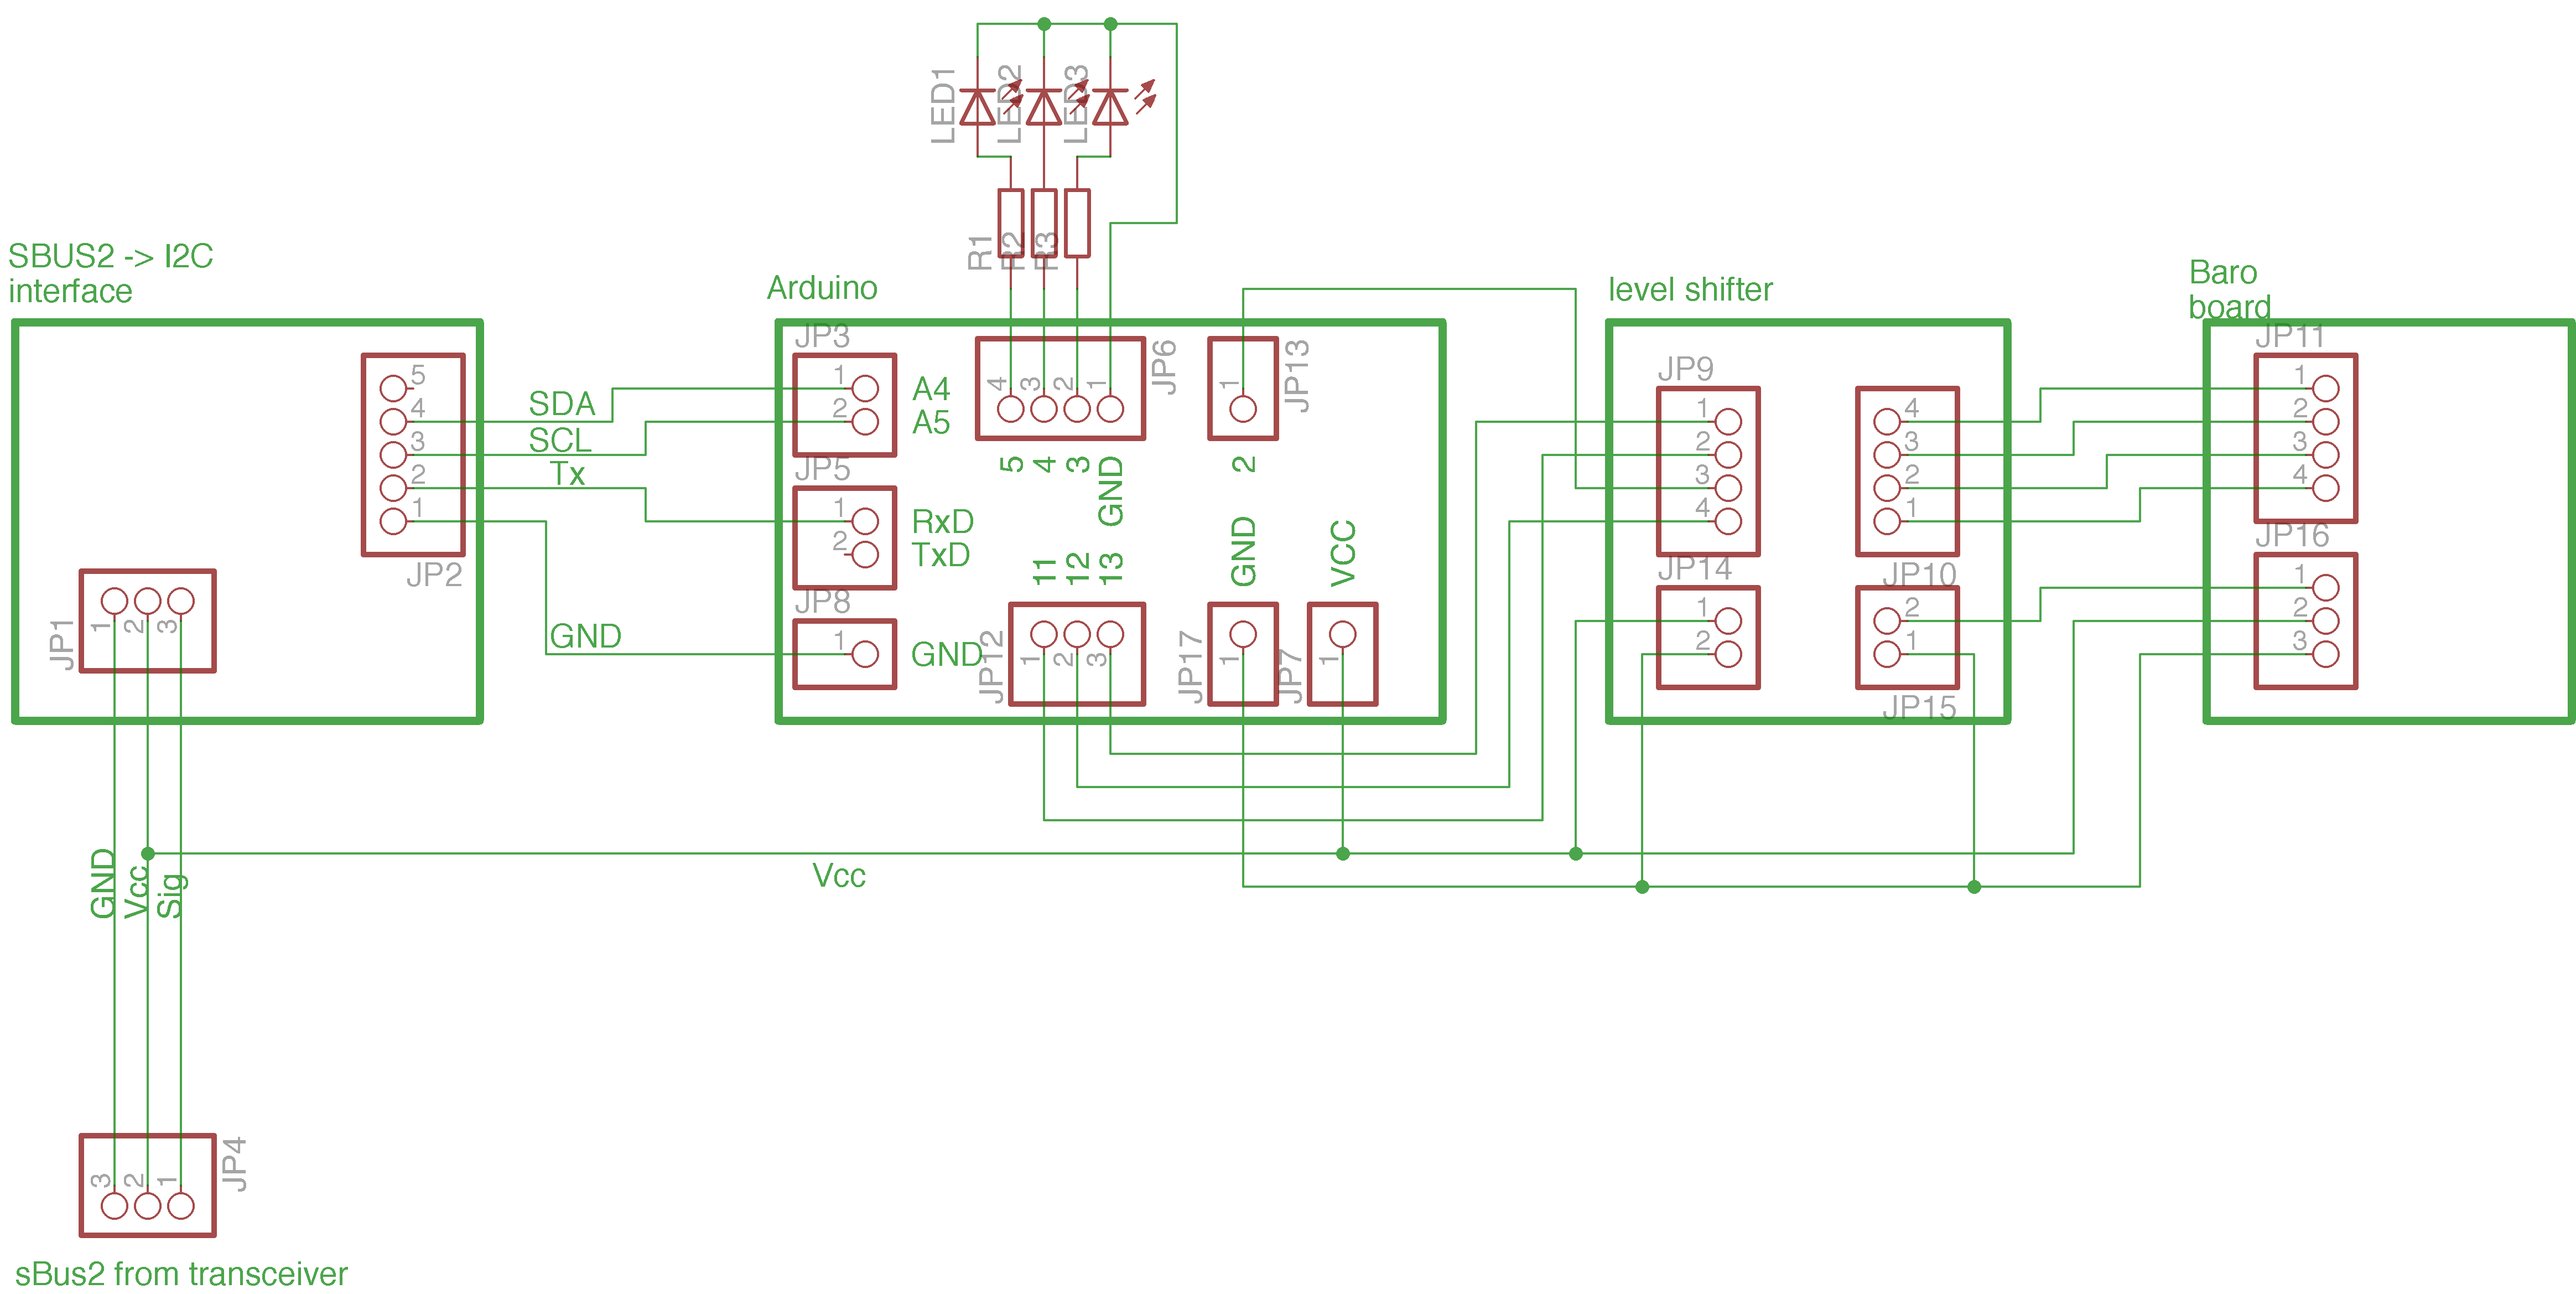 LED1
LED2
LED3
R1
R2
R3
SBUS2 -> I2C
interface
JP2
5
4
3
2
1
JP1
1
2
3
SDA
SCL
Tx
GND
Arduino
JP3
1
2
A4
A5
JP5
1
2
RxD
TxD
JP8
1
GND
JP6
4
3
2
1
5
4
3
GND
JP13
1
2
11
12
13
JP12
1
2
3
GND
JP17
1
VCC
JP7
1
level shifter
JP9
1
2
3
4
JP10
4
3
2
1
JP14
1
2
JP15
2
1
Baro
board
JP11
1
2
3
4
JP16
1
2
3
GND
Vcc
Sig
Vcc
JP4
3
2
1
sBus2 from transceiver